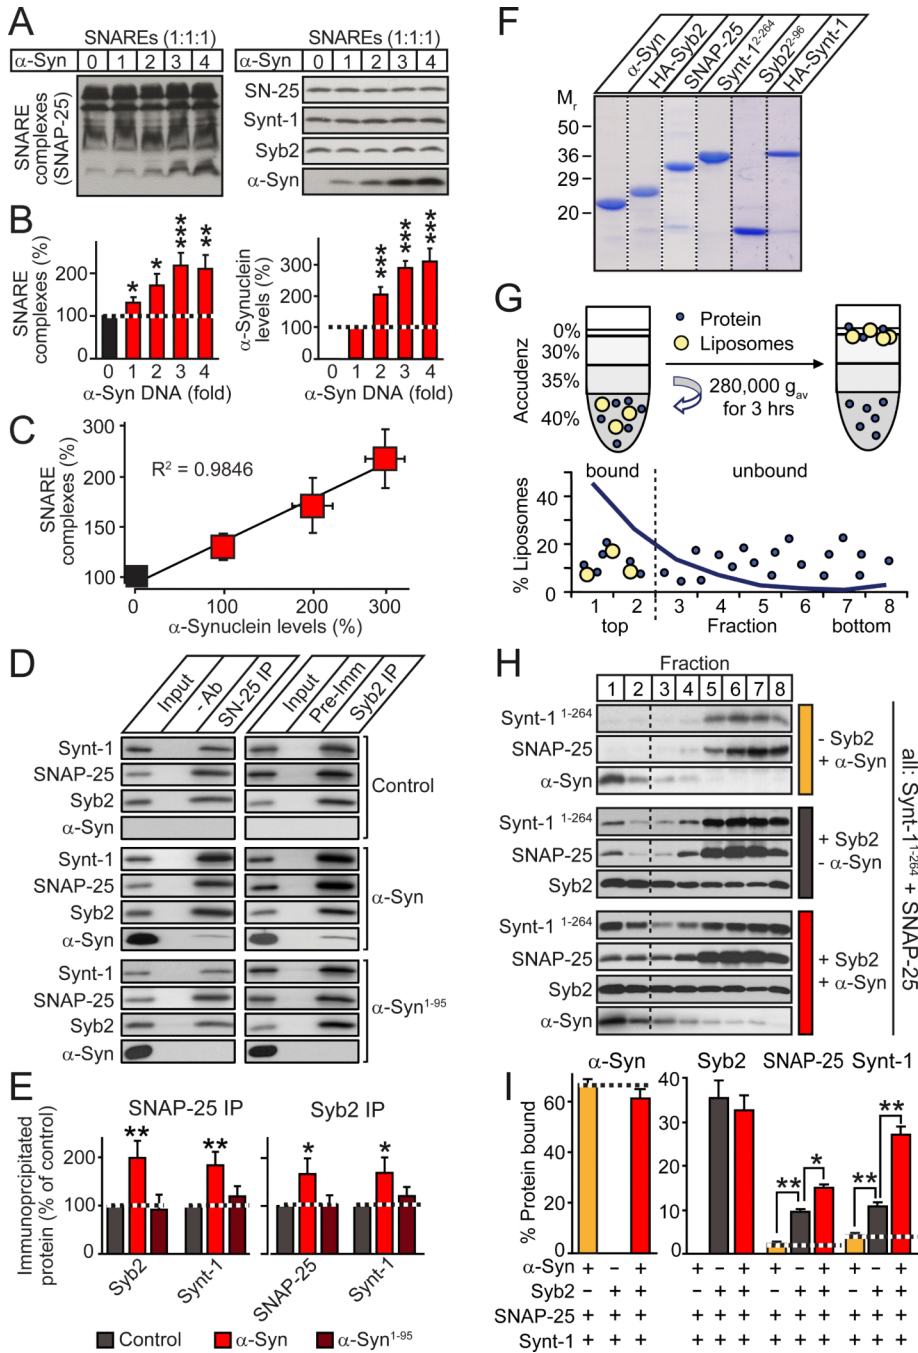 A
SNAREs (1:1:1)
α-Syn 0 1 2 3 4
SNARE complexes (SNAP-25)
SNAREs (1:1:1)
α-Syn 0 1 2 3 4
SN-25
Synt-1
Syb2
α-Syn
B
SNARE complexes (%)
200
100
0
* * *** **
0 1 2 3 4
α-Syn DNA (fold)
α-Synuclein levels (%)
300
200
100
0
*** *** ***
0 1 2 3 4
α-Syn DNA (fold)
C
SNARE complexes (%)
300
200
150
100
R² = 0.9846
0 100 200 300
α-Synuclein levels (%)
D
Input - Ab SN-25 IP Input Pre-Imm Syb2 IP
Synt-1
SNAP-25
Syb2
α-Syn
Control
Synt-1
SNAP-25
Syb2
α-Syn
α-Syn
Synt-1
SNAP-25
Syb2
α-Syn
α-Syn¹⁻⁹⁵
E
SNAP-25 IP Syb2 IP
Immunoprcipitated protein (% of control)
200
100
0
** ** * *
Syb2 Synt-1 SNAP-25 Synt-1
Control α-Syn α-Syn¹⁻⁹⁵
F
α-Syn HA-Syb2 SNAP-25 Synt-1²⁻²⁶⁴ Syb2²⁻⁹⁶ HA-Synt-1
Mr
50
36
29
20
G
Accudenz
0%
30%
35%
40%
Protein
Liposomes
280,000 gav
for 3 hrs
bound unbound
% Liposomes
40
20
0
1 2 3 4 5 6 7 8
top Fraction bottom
H
Fraction
1 2 3 4 5 6 7 8
Synt-1 ¹⁻²⁶⁴
SNAP-25
α-Syn
- Syb2
+ α-Syn
Synt-1 ¹⁻²⁶⁴
SNAP-25
Syb2
+ Syb2
- α-Syn
Synt-1 ¹⁻²⁶⁴
SNAP-25
Syb2
α-Syn
+ Syb2
+ α-Syn
all: Synt-1¹⁻²⁶⁴ + SNAP-25
I
α-Syn Syb2 SNAP-25 Synt-1
% Protein bound
60
40
20
0
40
30
20
10
0
** * ** **
α-Syn + - + + - + + - + + - +
Syb2 - + + - + + - + + - + +
SNAP-25 + + + + + + + + + + + +
Synt-1 + + + + + + + + + + + +